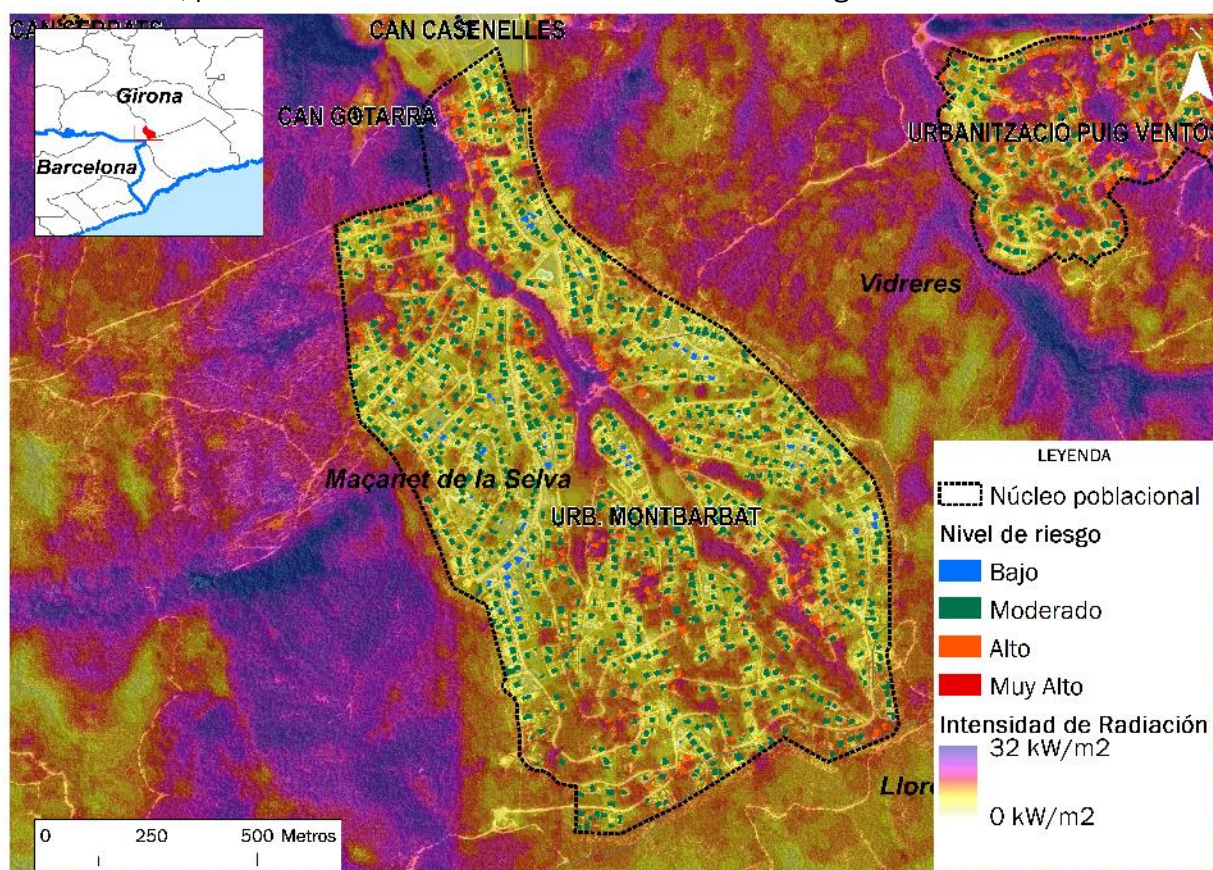 CAN CASENELLES
Girona
CAN GOTARRA
Barcelona
URBANITZACIO PUIG VENTÓS
Vidreres
Maçanet de la Selva
URB. MONTBARBAT
LEYENDA
Núcleo poblacional
Nivel de riesgo
Bajo
Moderado
Alto
Muy Alto
Intensidad de Radiación
32 kW/m2
0 kW/m2
0 250 500 Metros